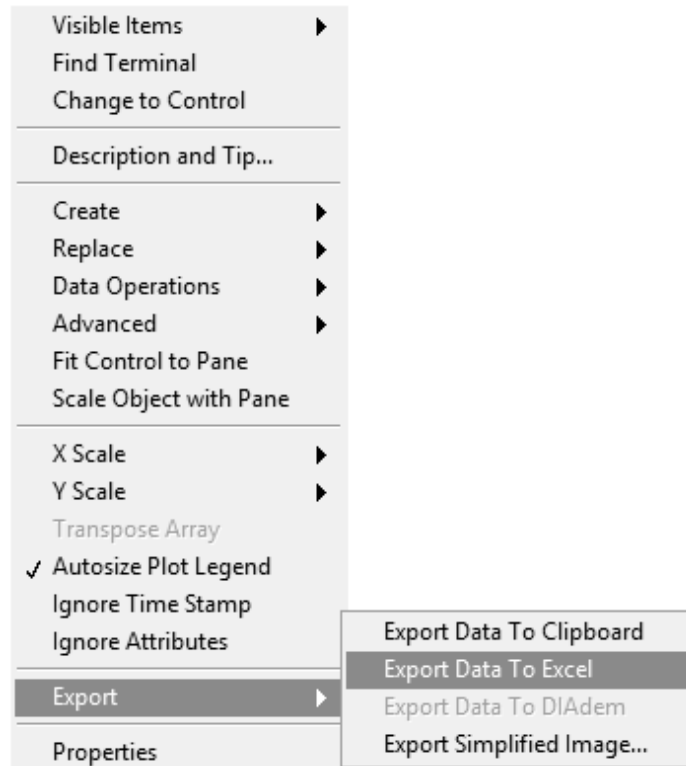 Visible Items
Find Terminal
Change to Control
Description and Tip...
Create
Replace
Data Operations
Advanced
Fit Control to Pane
Scale Object with Pane
X Scale
Y Scale
Transpose Array
Autosize Plot Legend
Ignore Time Stamp
Ignore Attributes
Export
Properties
Export Data To Clipboard
Export Data To Excel
Export Data To DIAdem
Export Simplified Image...